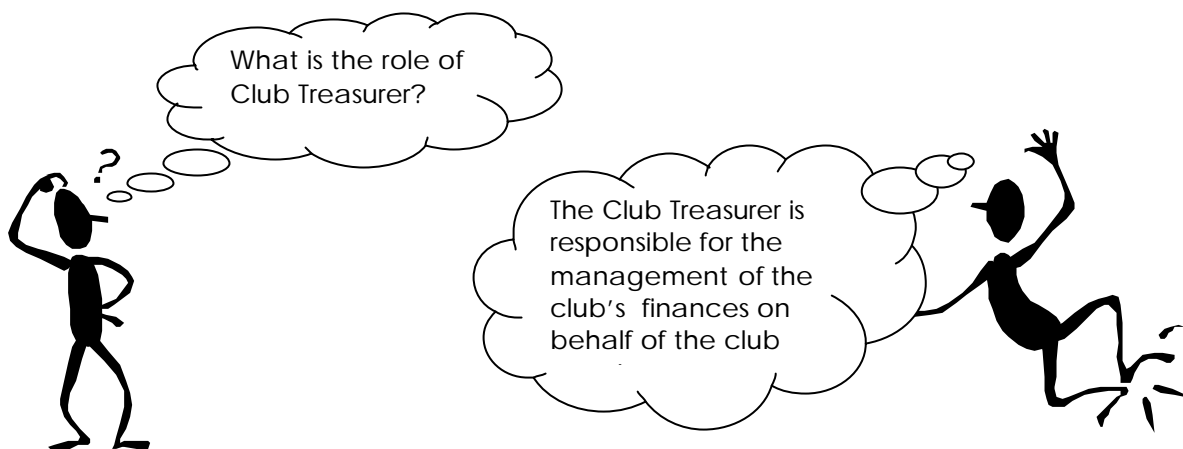 What is the role of
Club Treasurer?
?
The Club Treasurer is
responsible for the
management of the
club's finances on
behalf of the club